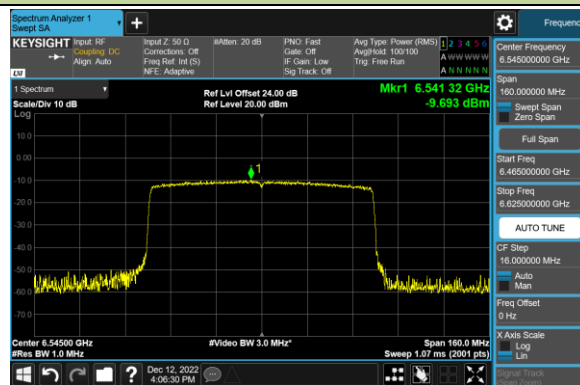 Spectrum Analyzer 1
Swept SA
+
Frequency
KEYSIGHT
Input: RF
Coupling: DC
Align: Auto
Input Z: 50 Ω
Corrections: Off
Freq Ref: Int (S)
NFE: Adaptive
#Atten: 20 dB
PNO: Fast
Gate: Off
IF Gain: Low
Sig Track: Off
Avg Type: Power (RMS)
Avg|Hold: 100/100
Trig: Free Run
1 2 3 4 5 6
A W W W W W
A N N N N N
LXI
1 Spectrum
Scale/Div 10 dB
Log
Ref Lvl Offset 24.00 dB
Ref Level 20.00 dBm
Mkr1 6.541 32 GHz
-9.693 dBm
10.0
0.00
-10.0
-20.0
-30.0
-40.0
-50.0
-60.0
-70.0
1
Center 6.54500 GHz
#Res BW 1.0 MHz
#Video BW 3.0 MHz*
Span 160.0 MHz
Sweep 1.07 ms (2001 pts)
Center Frequency
6.545000000 GHz
Span
160.000000 MHz
Swept Span
Zero Span
Full Span
Start Freq
6.465000000 GHz
Stop Freq
6.625000000 GHz
AUTO TUNE
CF Step
16.000000 MHz
Auto
Man
Freq Offset
0 Hz
X Axis Scale
Log
Lin
Signal Track
(Span Zoom)
?
Dec 12, 2022
4:06:30 PM